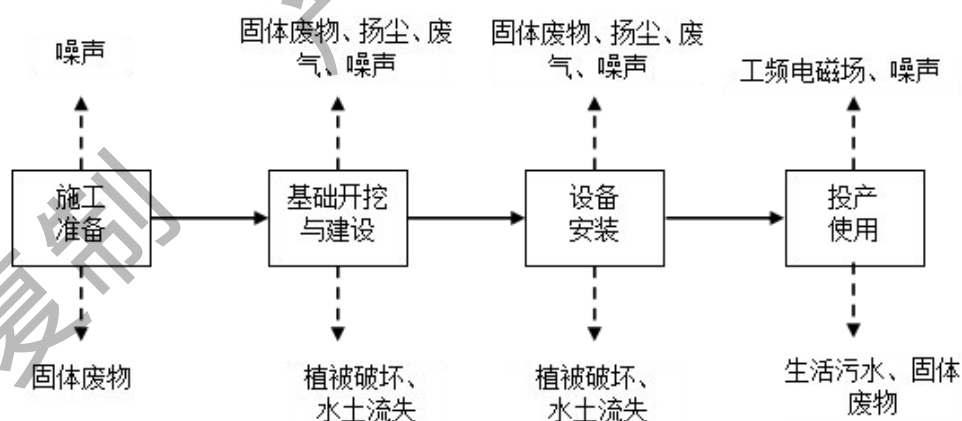 噪声
固体废物、扬尘、废
气、噪声
固体废物、扬尘、废
气、噪声
工频电磁场、噪声
施工
准备
基础开挖
与建设
设备
安装
投产
使用
固体废物
植被破坏、
水土流失
植被破坏、
水土流失
生活污水、固体
废物
复制